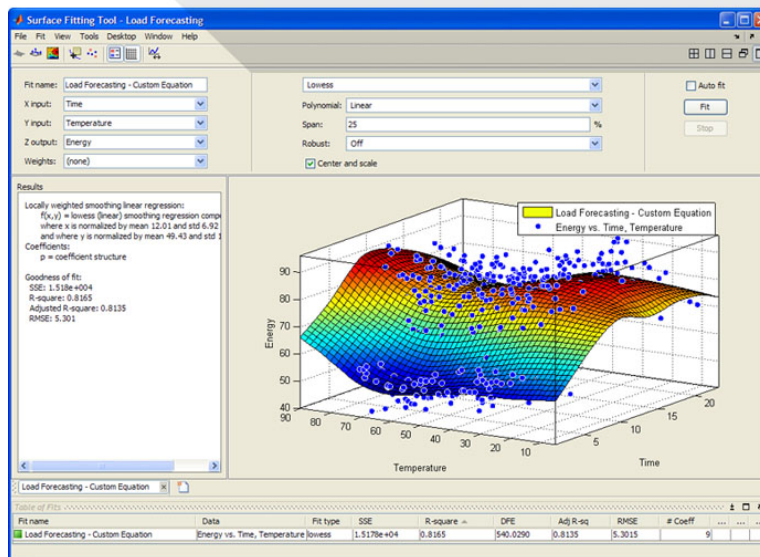 Surface Fitting Tool - Load Forecasting
File Fit View Tools Desktop Window Help
Fit name: Load Forecasting - Custom Equation
X input: Time
Y input: Temperature
Z output: Energy
Weights: (none)
Lowess
Polynomial: Linear
Span: 25 %
Robust: Off
Center and scale
Auto fit
Fit
Stop
Results
Locally weighted smoothing linear regression:
f(x,y) = lowess (linear) smoothing regression compu
where x is normalized by mean 12.01 and std 6.92
and where y is normalized by mean 49.43 and std 1
Coefficients:
p = coefficient structure
Goodness of fit:
SSE: 1.518e+004
R-square: 0.8165
Adjusted R-square: 0.8135
RMSE: 5.301
Load Forecasting - Custom Equation
Energy vs. Time, Temperature
Energy
90
80
70
60
50
40
90 80 70 60 50 40 30 20 10
Temperature
5 10 15 20
Time
Load Forecasting - Custom Equation
Table of Fits
Fit name Data Fit type SSE R-square DFE Adj R-sq RMSE # Coeff ... ... ...
Load Forecasting - Custom Equation Energy vs. Time, Temperature lowess 1.5178e+04 0.8165 540.0290 0.8135 5.3015 9